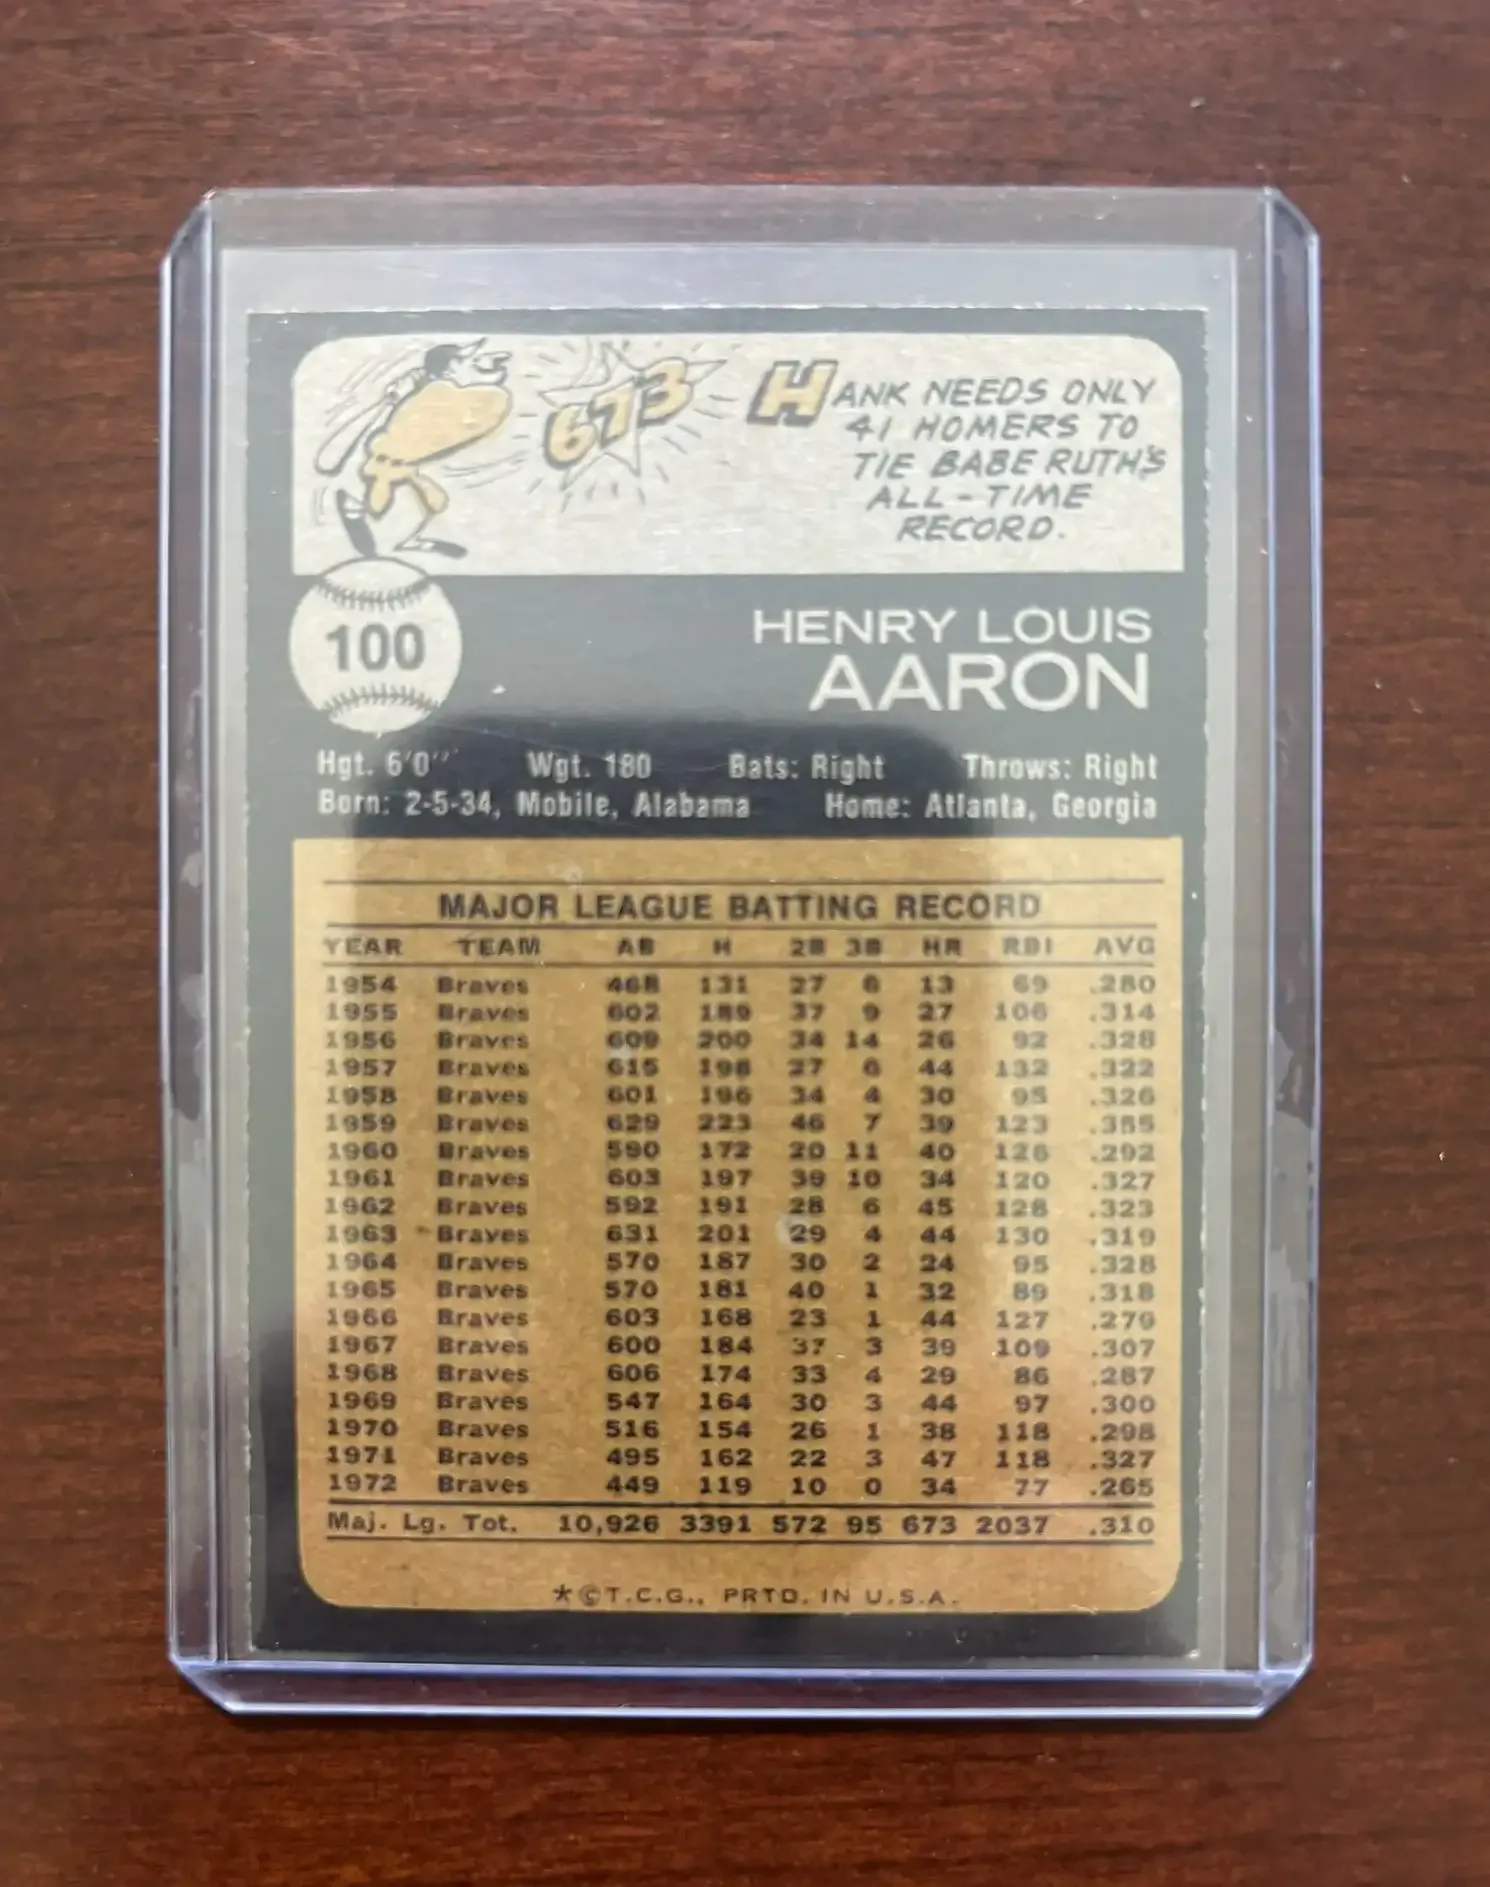 673
HANK NEEDS ONLY
41 HOMERS TO
TIE BABE RUTH'S
ALL-TIME
RECORD.
100
HENRY LOUIS
AARON
Hgt. 6'0" Wgt. 180 Bats: Right Throws: Right
Born: 2-5-34, Mobile, Alabama Home: Atlanta, Georgia
MAJOR LEAGUE BATTING RECORD
YEAR TEAM AB H 2B 3B HR RBI AVG
1954 Braves 468 131 27 6 13 69 .280
1955 Braves 602 189 37 9 27 106 .314
1956 Braves 609 200 34 14 26 92 .328
1957 Braves 615 198 27 6 44 132 .322
1958 Braves 601 196 34 4 30 95 .326
1959 Braves 629 223 46 7 39 123 .355
1960 Braves 590 172 20 11 40 126 .292
1961 Braves 603 197 39 10 34 120 .327
1962 Braves 592 191 28 6 45 128 .323
1963 Braves 631 201 29 4 44 130 .319
1964 Braves 570 187 30 2 24 95 .328
1965 Braves 570 181 40 1 32 89 .318
1966 Braves 603 168 23 1 44 127 .279
1967 Braves 600 184 37 3 39 109 .307
1968 Braves 606 174 33 4 29 86 .287
1969 Braves 547 164 30 3 44 97 .300
1970 Braves 516 154 26 1 38 118 .298
1971 Braves 495 162 22 3 47 118 .327
1972 Braves 449 119 10 0 34 77 .265
Maj. Lg. Tot. 10,926 3391 572 95 673 2037 .310
*©T.C.G., PRTD. IN U.S.A.